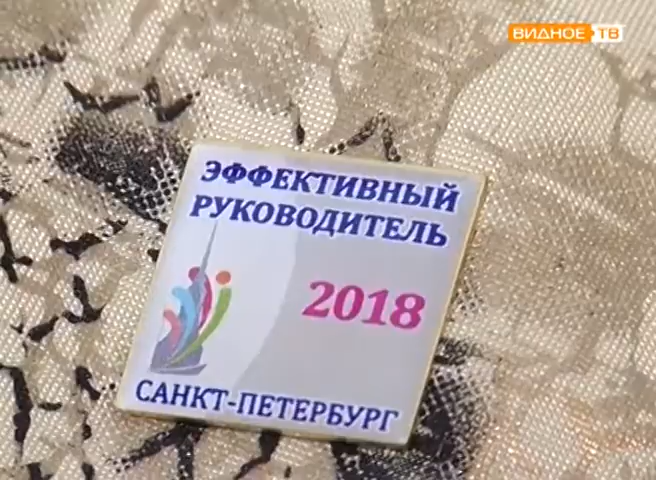 ВИДНОЕ ТВ
ЭФФЕКТИВНЫЙ
РУКОВОДИТЕЛЬ
2018
САНКТ-ПЕТЕРБУРГ